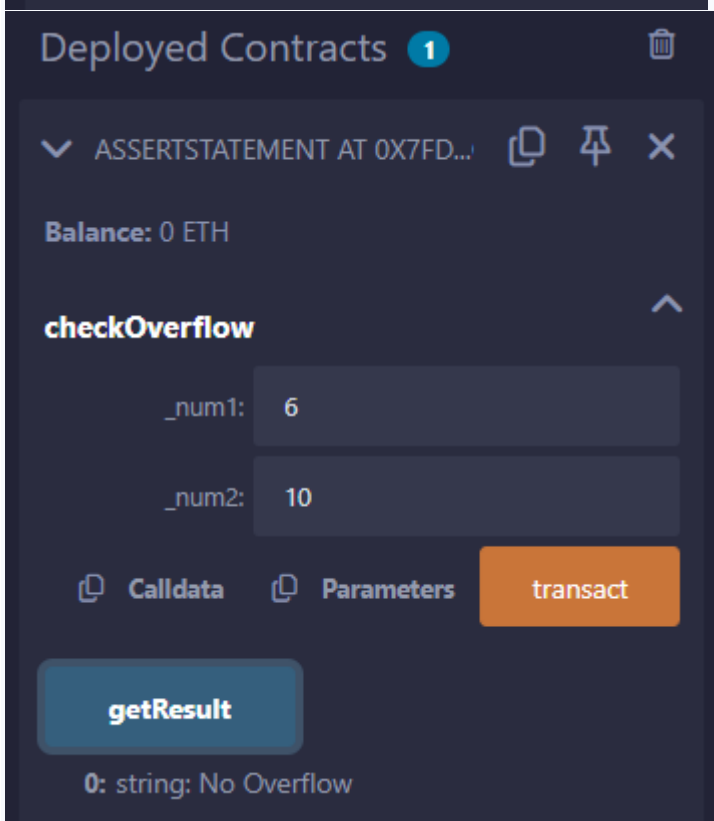 Deployed Contracts 1
ASSERTSTATEMENT AT 0X7FD...
Balance: 0 ETH
checkOverflow
_num1: 6
_num2: 10
Calldata Parameters transact
getResult
0: string: No Overflow